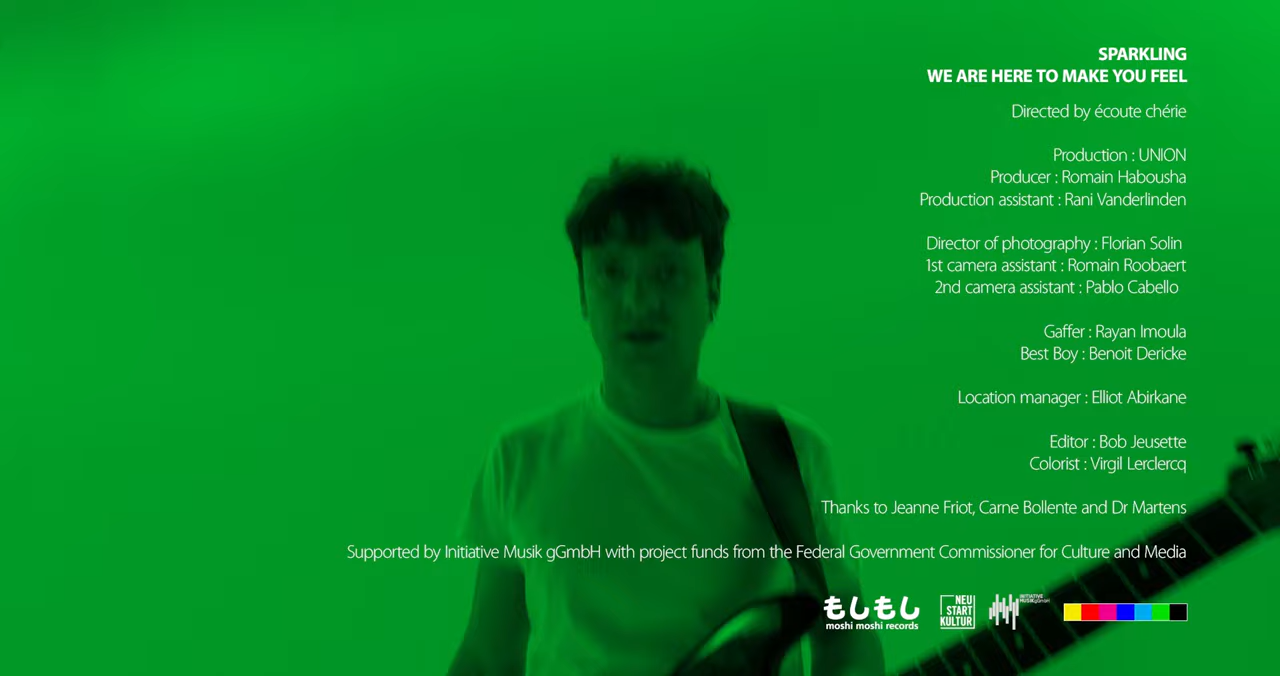 SPARKLING
WE ARE HERE TO MAKE YOU FEEL
Directed by écoute chérie
Production : UNION
Producer : Romain Habousha
Production assistant : Rani Vanderlinden
Director of photography : Florian Solin
1st camera assistant : Romain Roobaert
2nd camera assistant : Pablo Cabello
Gaffer : Rayan Imoula
Best Boy : Benoit Dericke
Location manager : Elliot Abirkane
Editor : Bob Jeusette
Colorist : Virgil Lerclercq
Thanks to Jeanne Friot, Carne Bollente and Dr Martens
Supported by Initiative Musik gGmbH with project funds from the Federal Government Commissioner for Culture and Media
もしもし
moshi moshi records
NEU
START
KULTUR
INITIATIVE
MUSIKgGmbH